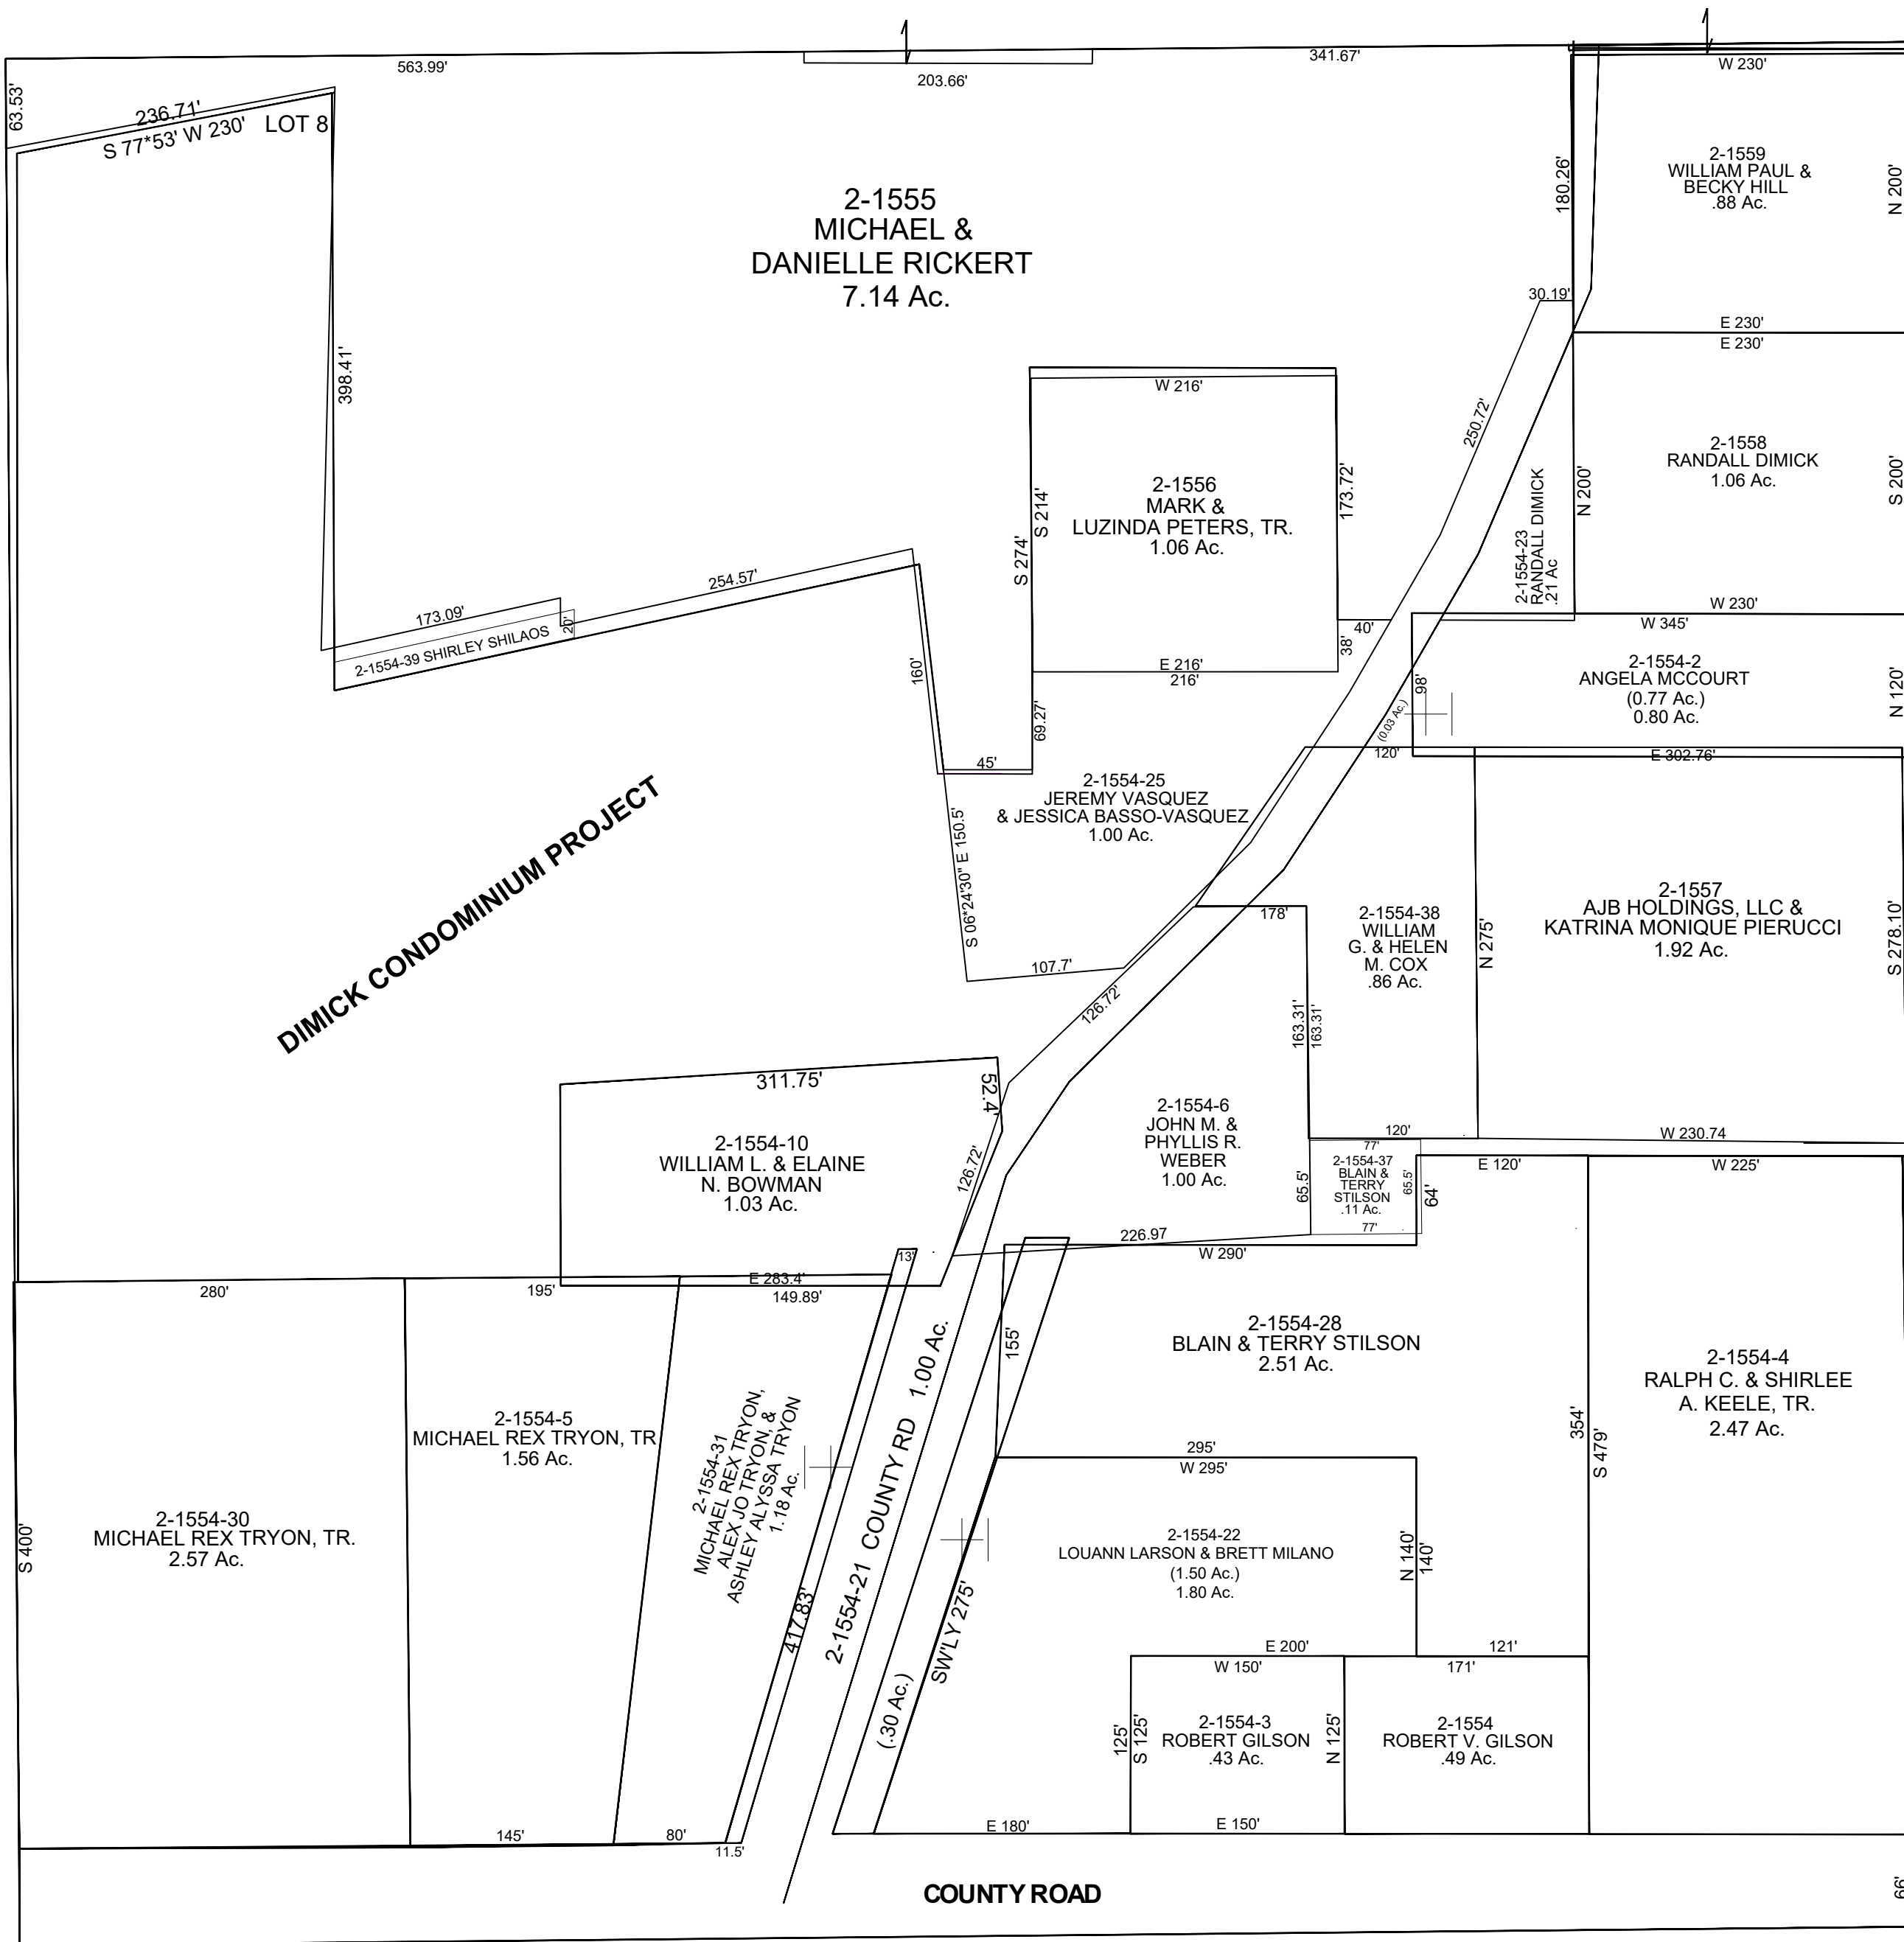 563.99'
203.66'
341.67'
W 230'
63.53'
236.71'
S 77*53' W 230'
LOT 8
2-1555
MICHAEL &
DANIELLE RICKERT
7.14 Ac.
180.26'
2-1559
WILLIAM PAUL &
BECKY HILL
.88 Ac.
N 200'
30.19'
E 230'
E 230'
398.41'
W 216'
250.72'
2-1558
RANDALL DIMICK
1.06 Ac.
S 200'
N 200'
2-1554-23
RANDALL DIMICK
.21 Ac
S 274'
S 214'
2-1556
MARK &
LUZINDA PETERS, TR.
1.06 Ac.
173.72'
254.57'
173.09'
20'
2-1554-39 SHIRLEY SHILAOS
160'
40'
38'
E 216'
216'
W 230'
W 345'
2-1554-2
ANGELA MCCOURT
(0.77 Ac.)
0.80 Ac.
98'
N 120'
(0.03 Ac.)
69.27'
45'
120'
E 302.76'
2-1554-25
JEREMY VASQUEZ
& JESSICA BASSO-VASQUEZ
1.00 Ac.
S 06*24'30" E 150.5'
DIMICK CONDOMINIUM PROJECT
107.7'
178'
2-1554-38
WILLIAM
G. & HELEN
M. COX
.86 Ac.
N 275'
2-1557
AJB HOLDINGS, LLC &
KATRINA MONIQUE PIERUCCI
1.92 Ac.
S 278.10'
126.72'
163.31'
163.31'
311.75'
52.4'
2-1554-10
WILLIAM L. & ELAINE
N. BOWMAN
1.03 Ac.
126.72'
2-1554-6
JOHN M. &
PHYLLIS R.
WEBER
1.00 Ac.
120'
77'
2-1554-37
BLAIN &
TERRY
STILSON
.11 Ac.
77'
65.5'
65.5'
64'
W 230.74
E 120'
W 225'
226.97
W 290'
13'
280'
195'
E 283.4'
149.89'
155'
2-1554-28
BLAIN & TERRY STILSON
2.51 Ac.
354'
S 479'
2-1554-4
RALPH C. & SHIRLEE
A. KEELE, TR.
2.47 Ac.
2-1554-5
MICHAEL REX TRYON, TR
1.56 Ac.
2-1554-31
MICHAEL REX TRYON,
ALEX JO TRYON, &
ASHLEY ALYSSA TRYON
1.18 Ac.
2-1554-21 COUNTY RD 1.00 Ac.
295'
W 295'
S 400'
2-1554-30
MICHAEL REX TRYON, TR.
2.57 Ac.
2-1554-22
LOUANN LARSON & BRETT MILANO
(1.50 Ac.)
1.80 Ac.
N 140'
140'
417.83'
SW'LY 275'
(.30 Ac.)
E 200'
W 150'
121'
171'
125'
S 125'
2-1554-3
ROBERT GILSON
.43 Ac.
N 125'
2-1554
ROBERT V. GILSON
.49 Ac.
145'
80'
11.5'
E 180'
E 150'
COUNTY ROAD
66'